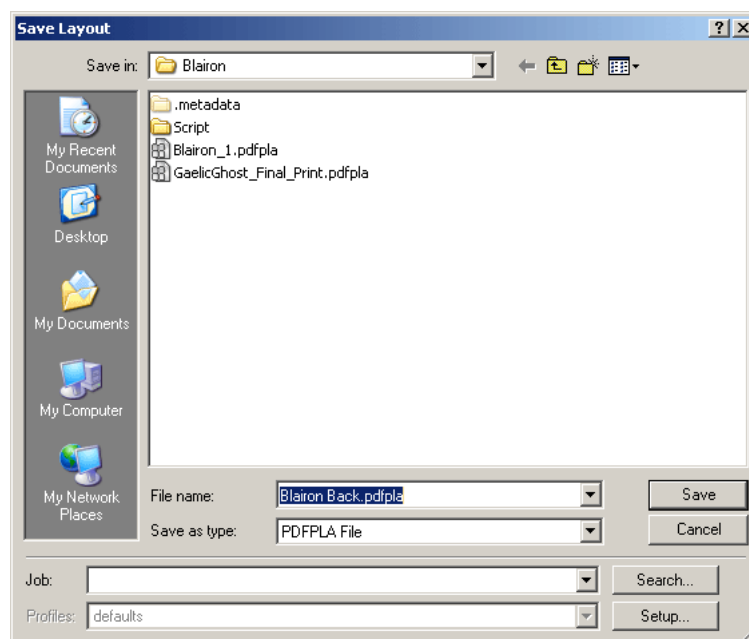 Save Layout
Save in:
Blairon
.metadata
Script
Blairon_1.pdfpla
GaelicGhost_Final_Print.pdfpla
My Recent
Documents
Desktop
My Documents
My Computer
My Network
Places
File name:
Blairon Back.pdfpla
Save
Save as type:
PDFPLA File
Cancel
Job:
Search...
Profiles:
defaults
Setup...